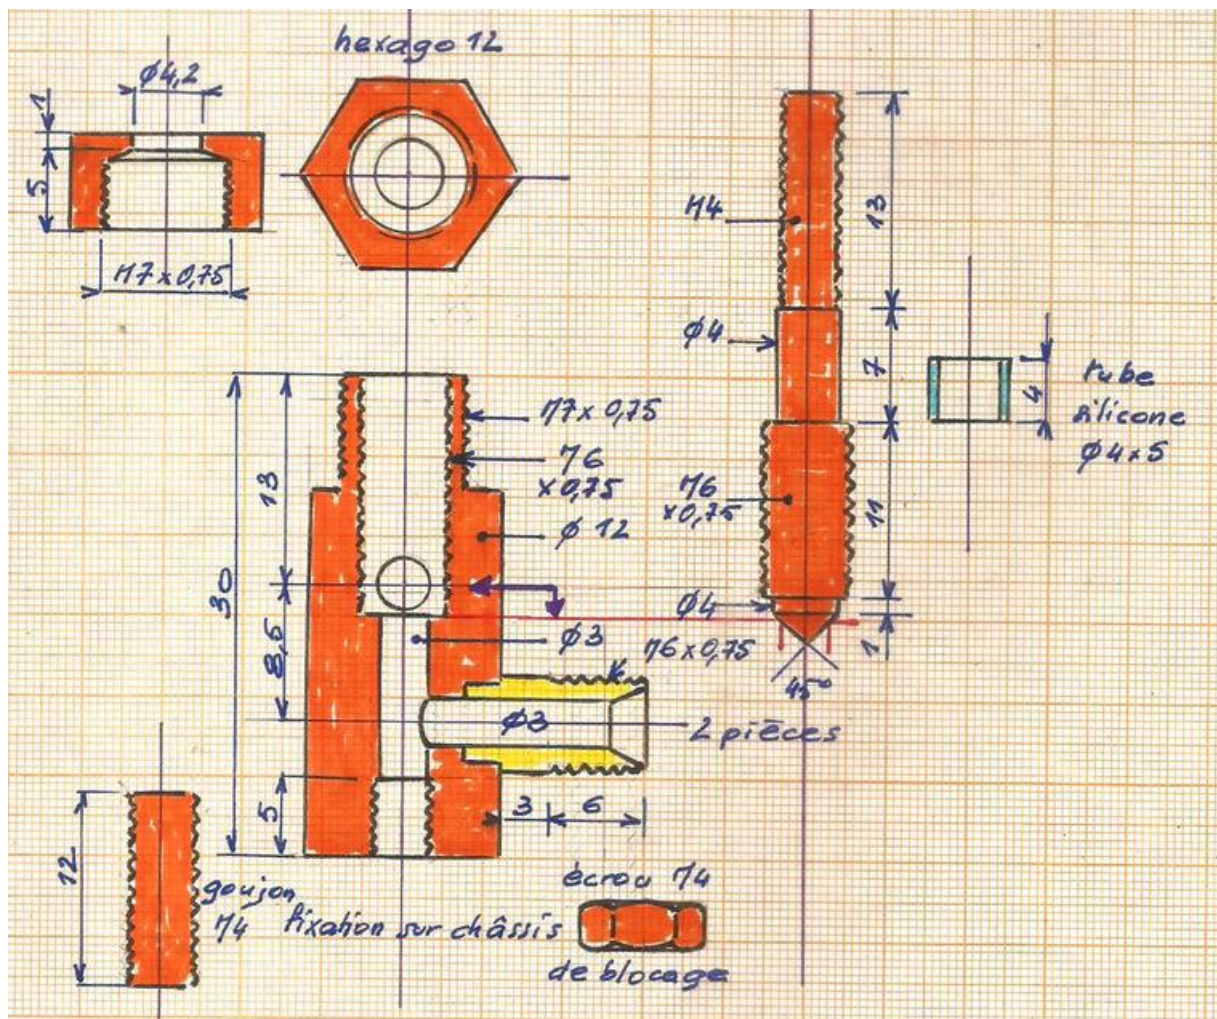 hexago 12
Ø4,2
1
5
M7 x 0,75
M4
13
Ø4
7
4
tube
silicone
Ø4x5
M7 x 0,75
M6
x 0,75
Ø 12
13
30
8,5
Ø3
M6
x 0,75
11
Ø4
1
45°
M6 x 0,75
Ø3
2 pièces
5
3
6
12
goujon
M4
fixation sur châssis
écrou M4
de blocage